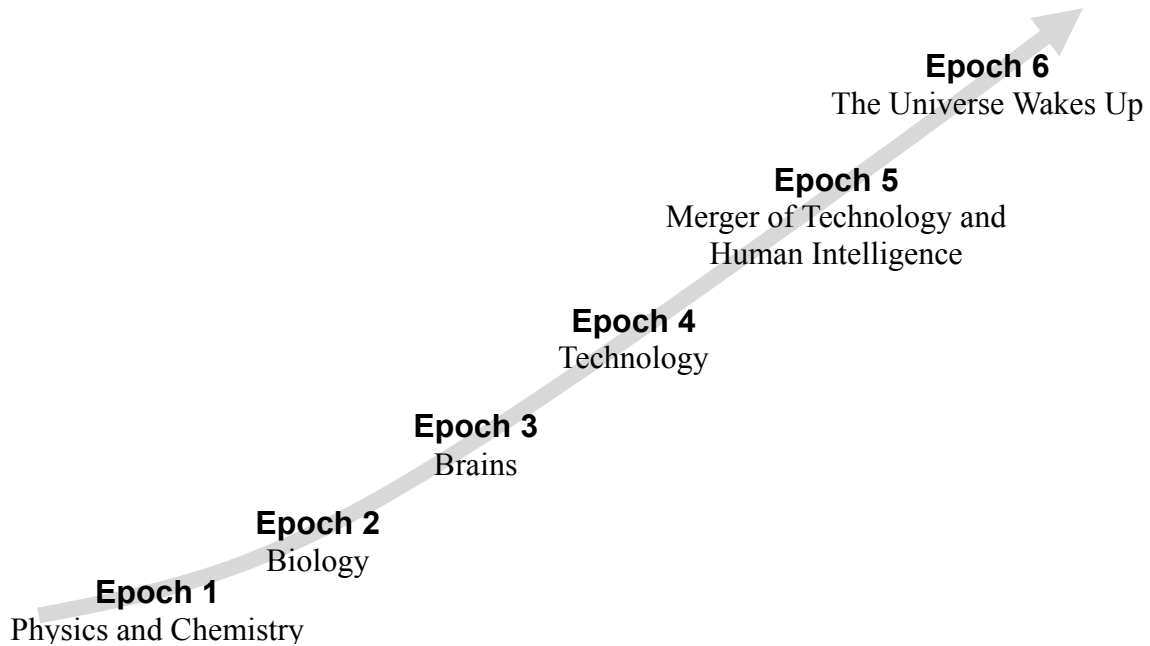 Epoch 6
The Universe Wakes Up
Epoch 5
Merger of Technology and
Human Intelligence
Epoch 4
Technology
Epoch 3
Brains
Epoch 2
Biology
Epoch 1
Physics and Chemistry